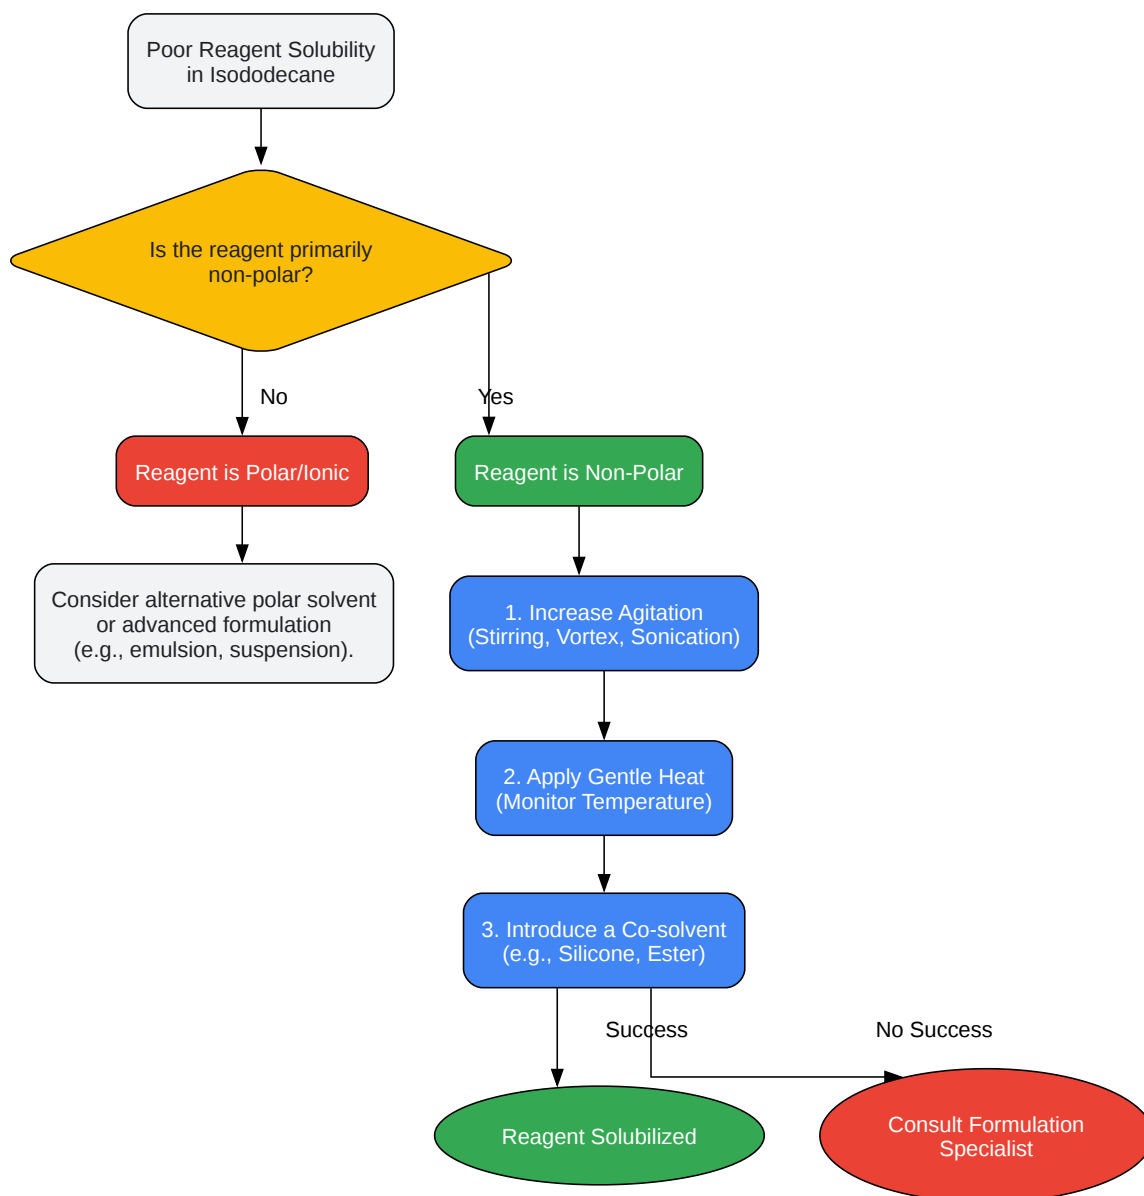 Poor Reagent Solubility
in Isododecane
Is the reagent primarily
non-polar?
No
Yes
Reagent is Polar/Ionic
Reagent is Non-Polar
Consider alternative polar solvent
or advanced formulation
(e.g., emulsion, suspension).
1. Increase Agitation
(Stirring, Vortex, Sonication)
2. Apply Gentle Heat
(Monitor Temperature)
3. Introduce a Co-solvent
(e.g., Silicone, Ester)
Success
No Success
Reagent Solubilized
Consult Formulation
Specialist